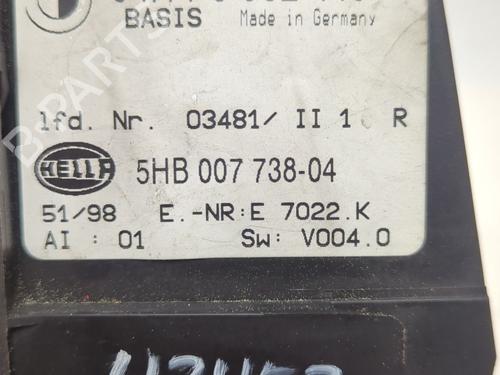 BASIS Made in Germany
lfd. Nr. 03481/ II 1 R
HELLA 5HB 007 738-04
51/98 E.-NR:E 7022.K
AI : 01 SW: V004.0